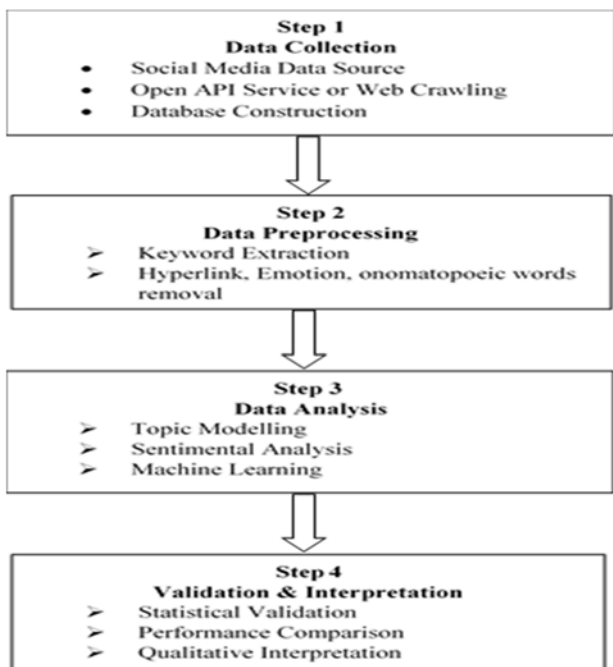 Step 1
Data Collection
• Social Media Data Source
• Open API Service or Web Crawling
• Database Construction
Step 2
Data Preprocessing
➢ Keyword Extraction
➢ Hyperlink, Emotion, onomatopoeic words
removal
Step 3
Data Analysis
➢ Topic Modelling
➢ Sentimental Analysis
➢ Machine Learning
Step 4
Validation & Interpretation
➢ Statistical Validation
➢ Performance Comparison
➢ Qualitative Interpretation